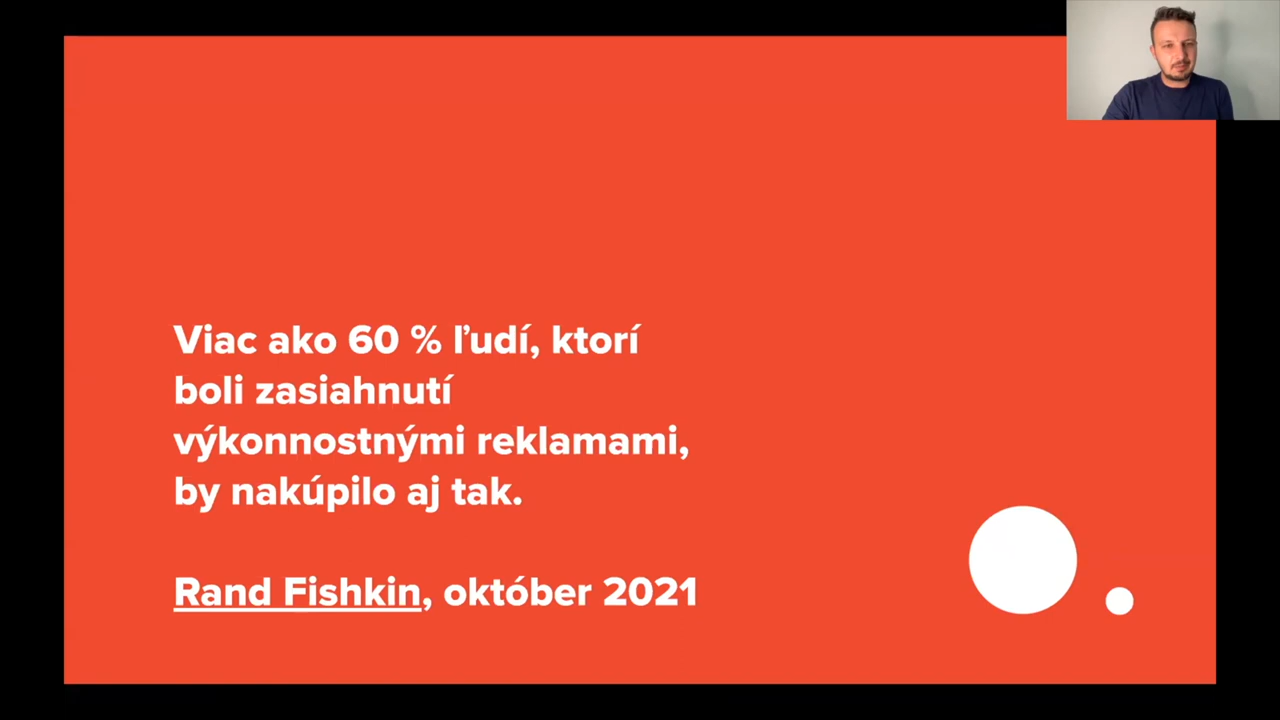 Viac ako 60 % ľudí, ktorí
boli zasiahnutí
výkonnostnými reklamami,
by nakúpilo aj tak.
Rand Fishkin, október 2021